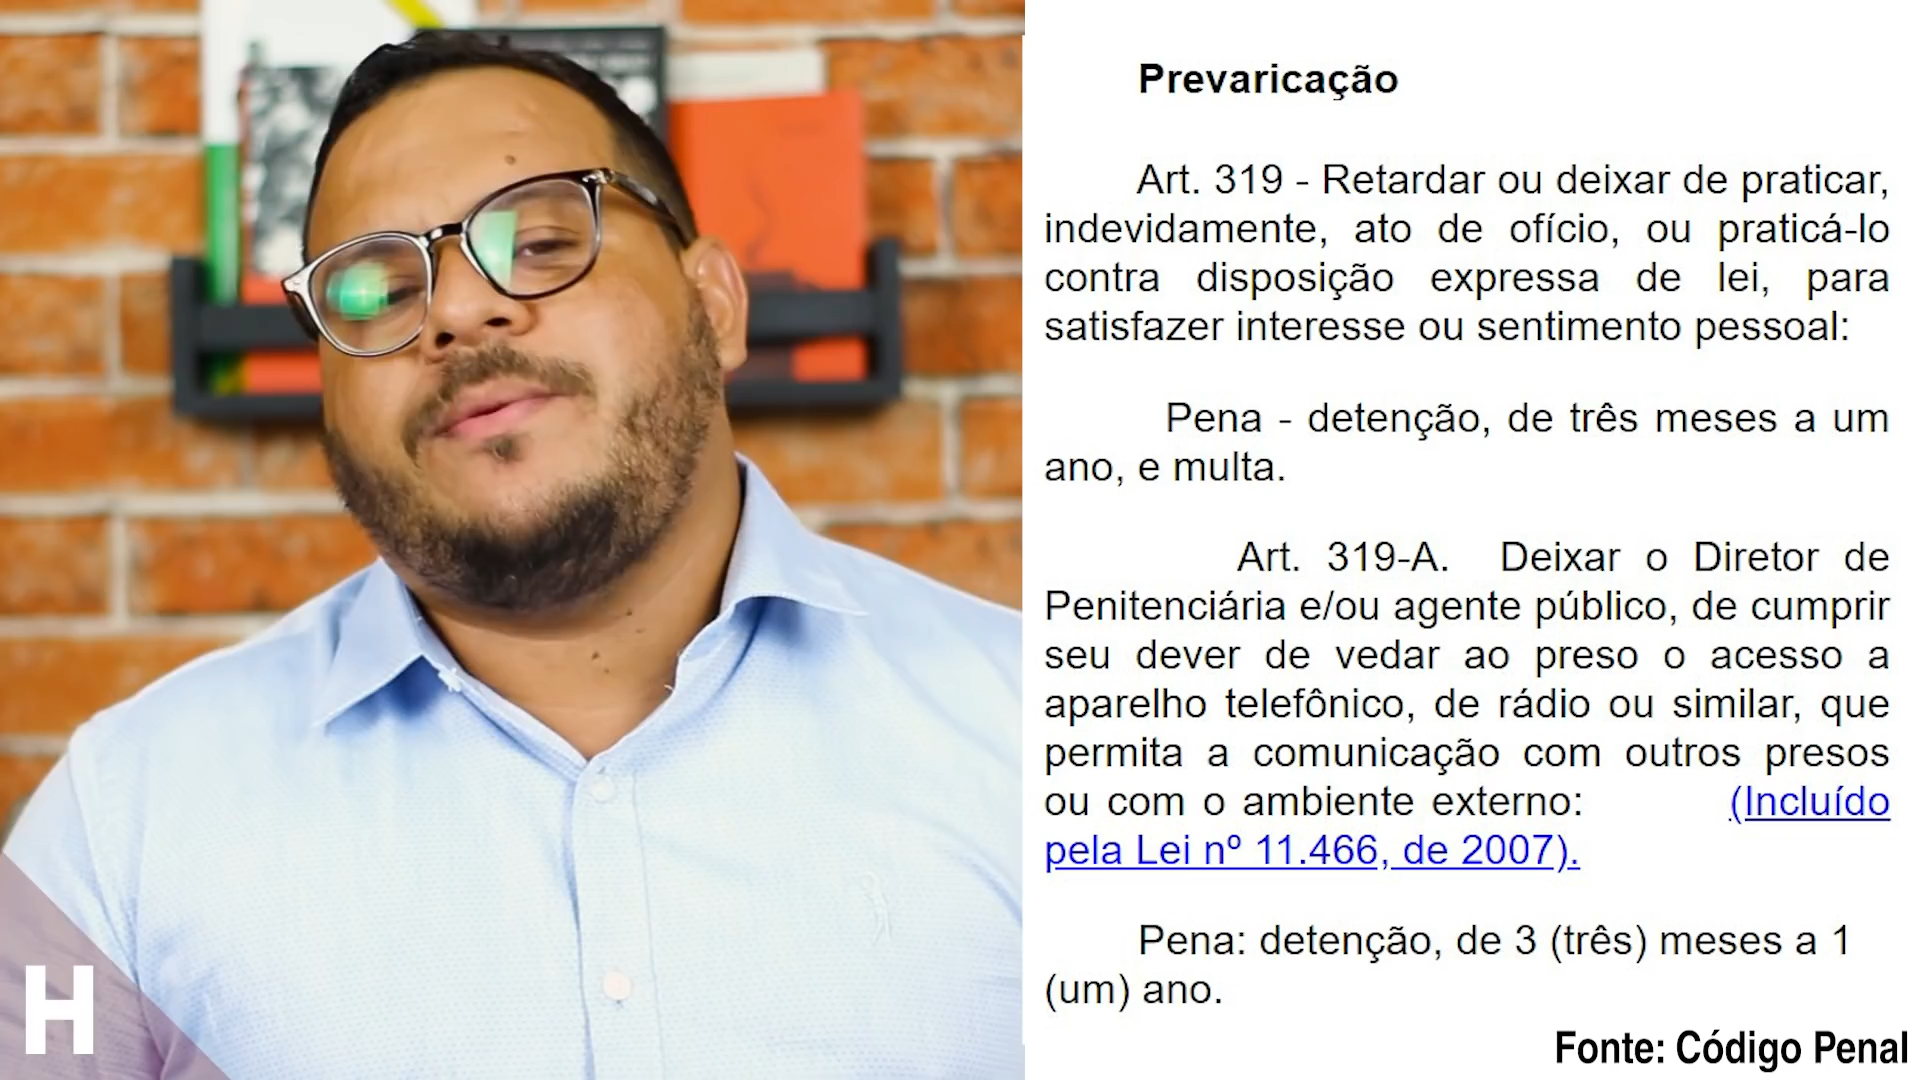 Prevaricação
Art. 319 - Retardar ou deixar de praticar,
indevidamente, ato de ofício, ou praticá-lo
contra disposição expressa de lei, para
satisfazer interesse ou sentimento pessoal:
Pena - detenção, de três meses a um
ano, e multa.
Art. 319-A. Deixar o Diretor de
Penitenciária e/ou agente público, de cumprir
seu dever de vedar ao preso o acesso a
aparelho telefônico, de rádio ou similar, que
permita a comunicação com outros presos
ou com o ambiente externo: (Incluído
pela Lei nº 11.466, de 2007).
Pena: detenção, de 3 (três) meses a 1
(um) ano.
Fonte: Código Penal
H